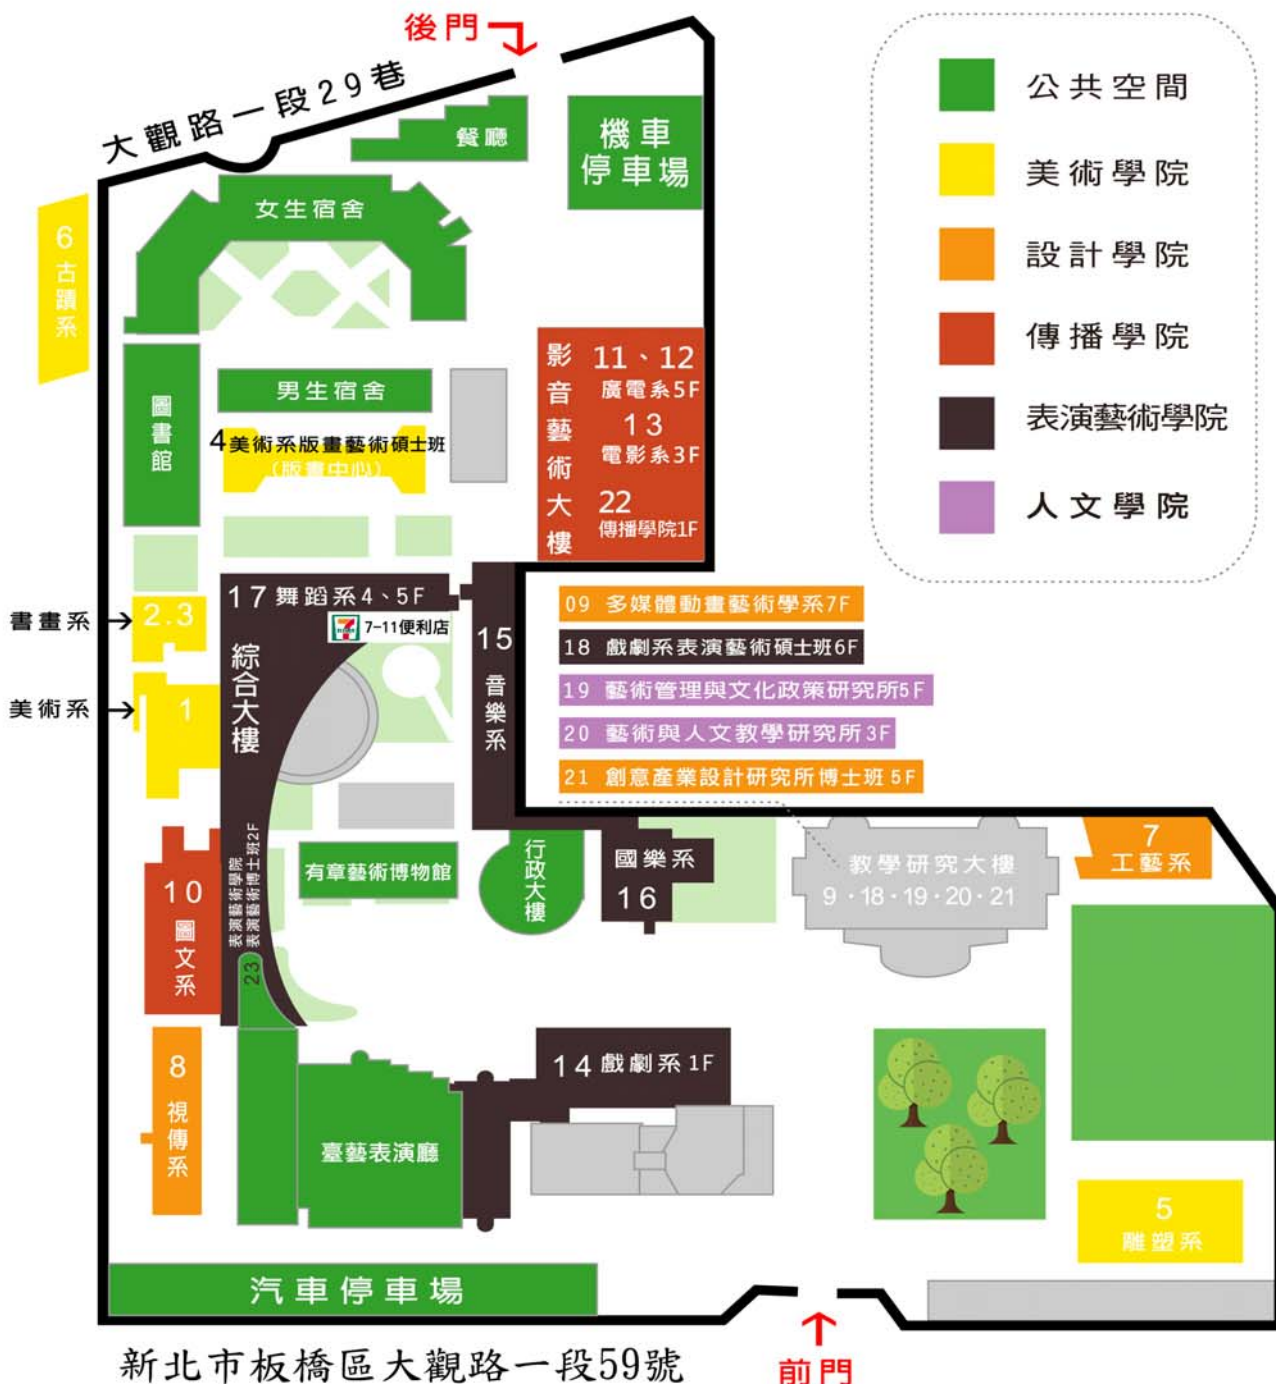 後門
大觀路一段29巷
餐廳
機車
停車場
女生宿舍
6
古蹟系
圖書館
男生宿舍
4美術系版畫藝術碩士班
(版畫中心)
影音藝術大樓
11、12
廣電系5F
13
電影系3F
22
傳播學院1F
公共空間
美術學院
設計學院
傳播學院
表演藝術學院
人文學院
書畫系
2.3
美術系
1
17 舞蹈系4、5F
7-11便利店
綜合大樓
15
音樂系
09 多媒體動畫藝術學系7F
18 戲劇系表演藝術碩士班6F
19 藝術管理與文化政策研究所5F
20 藝術與人文教學研究所3F
21 創意產業設計研究所博士班5F
10
圖文系
表演藝術學院
表演藝術博士班2F
23
有章藝術博物館
行政大樓
國樂系
16
教學研究大樓
9·18·19·20·21
7
工藝系
8
視傳系
臺藝表演廳
14 戲劇系1F
5
雕塑系
汽車停車場
新北市板橋區大觀路一段59號
前門